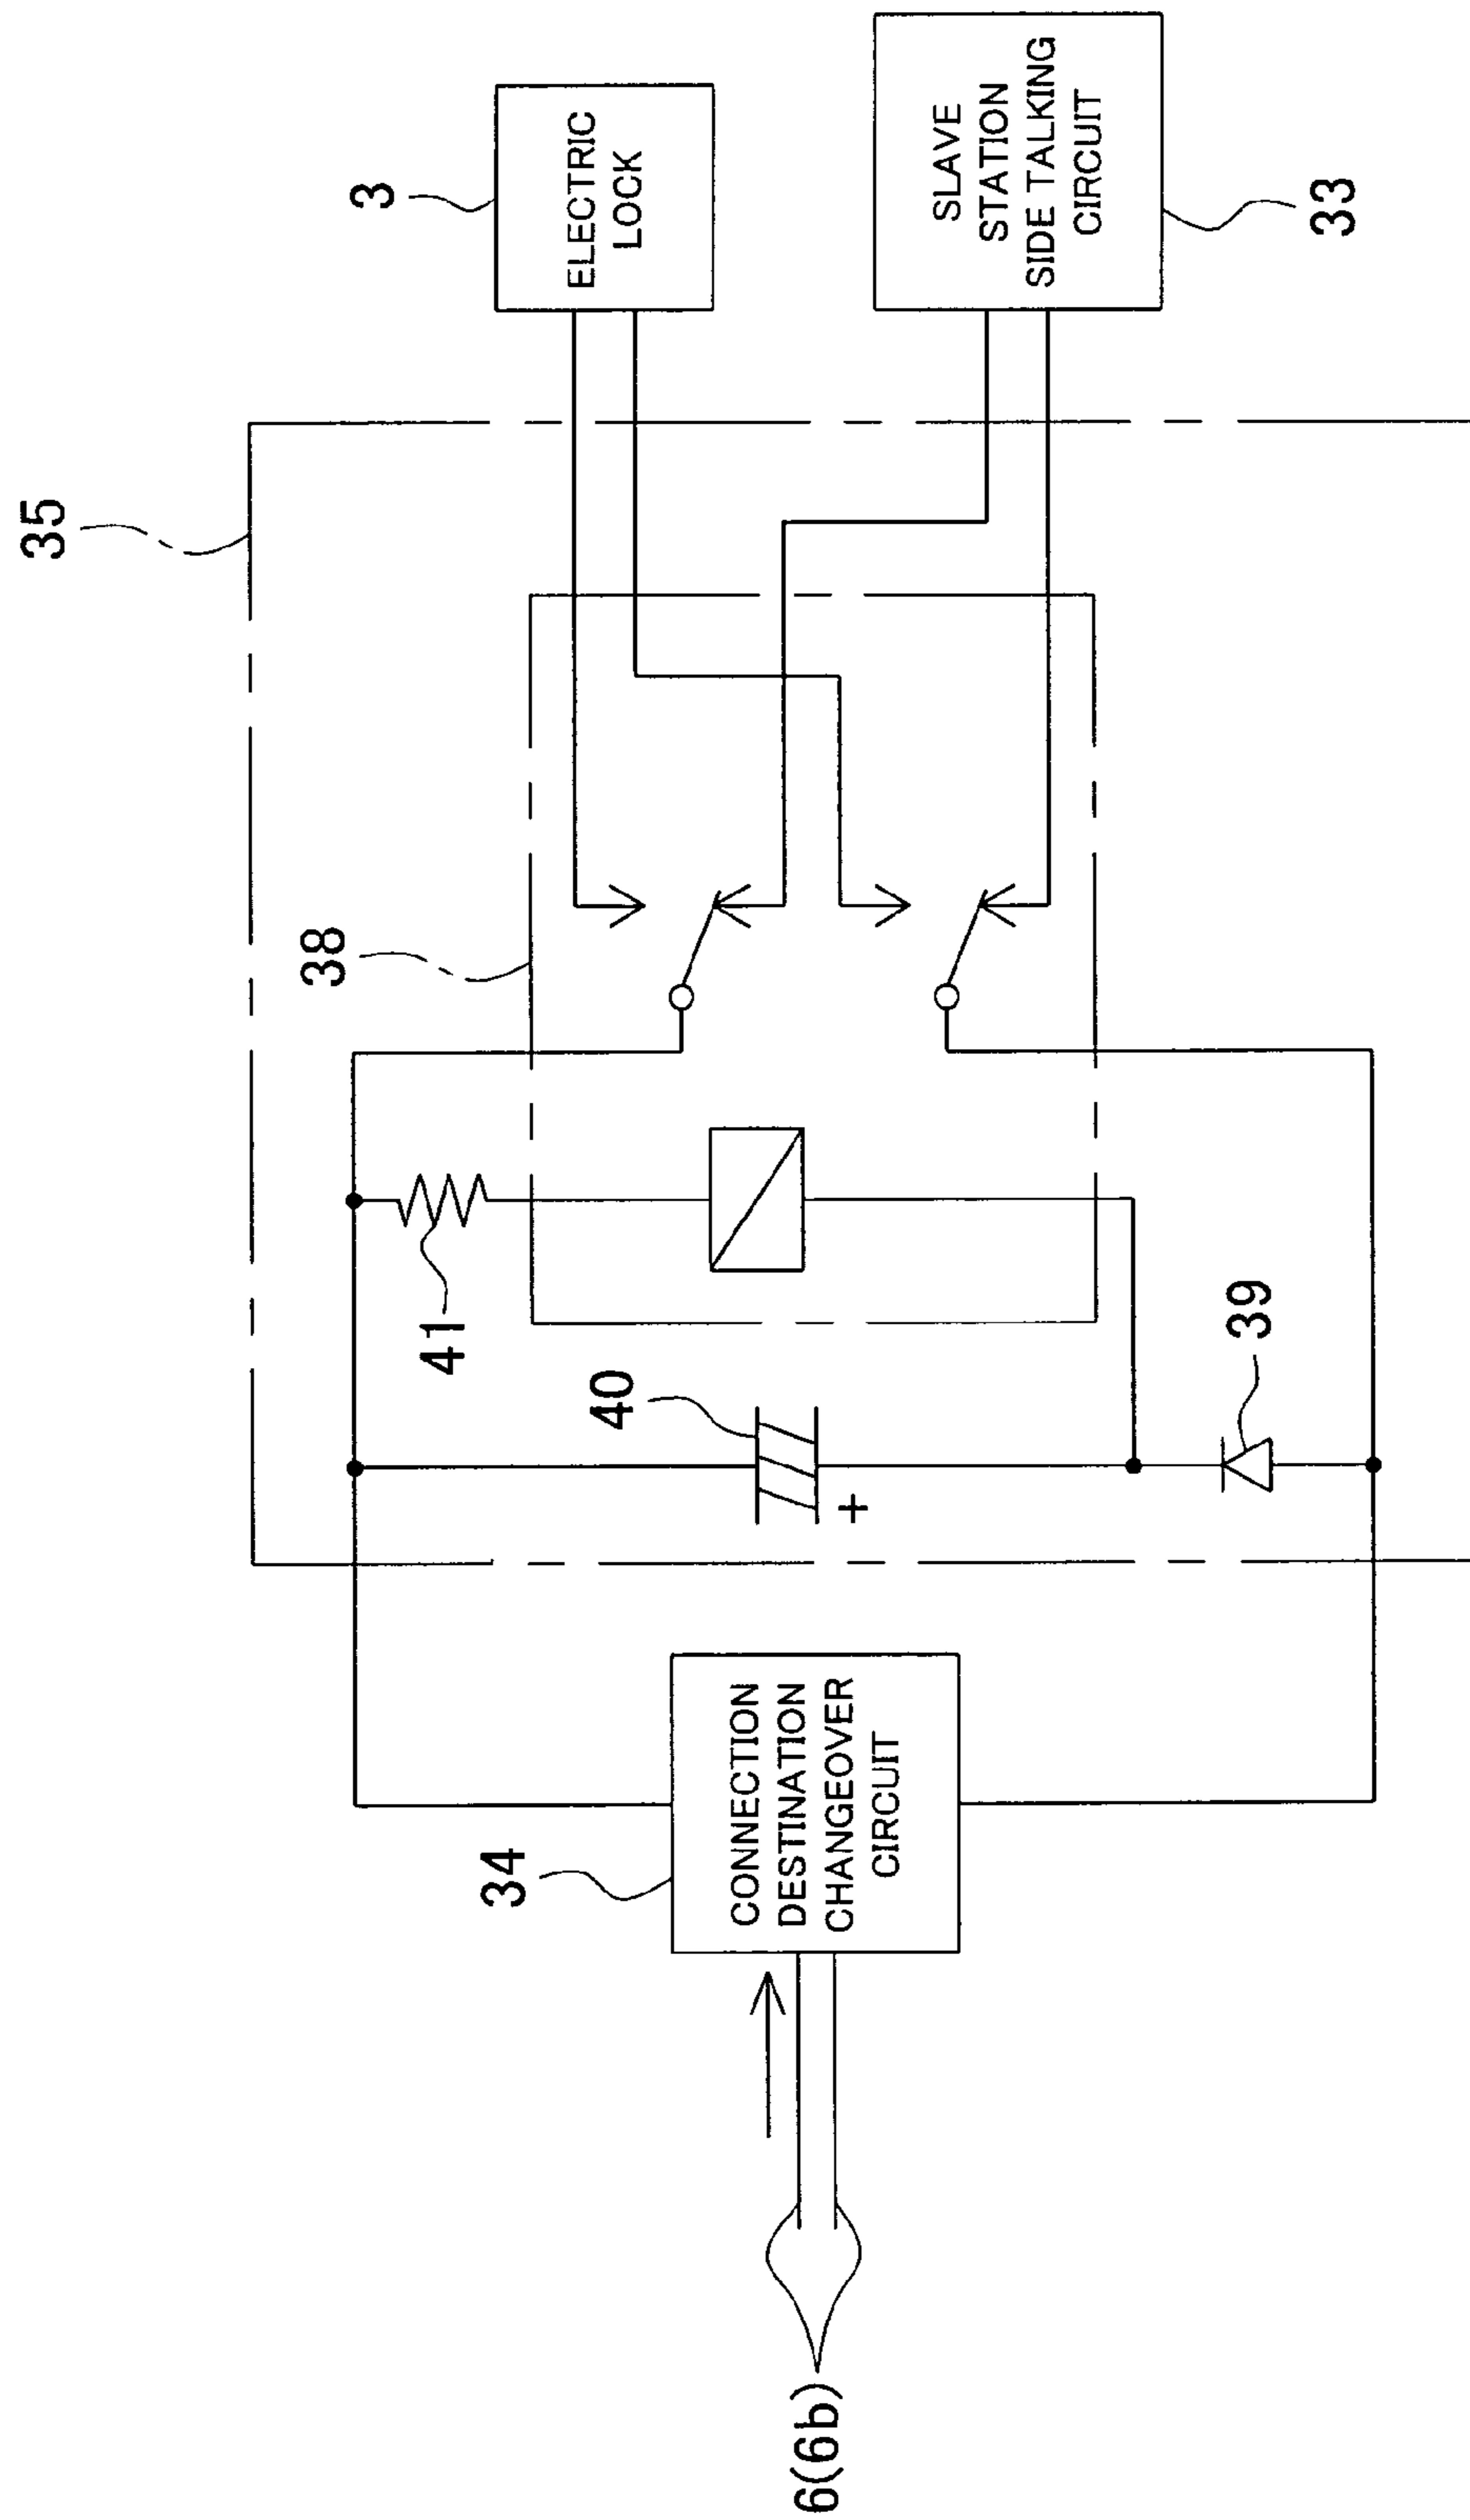 35
3
ELECTRIC
LOCK
38
41
40
+
39
SLAVE
STATION
SIDE TALKING
CIRCUIT
33
34
CONNECTION
DESTINATION
CHANGEOVER
CIRCUIT
6(6b)